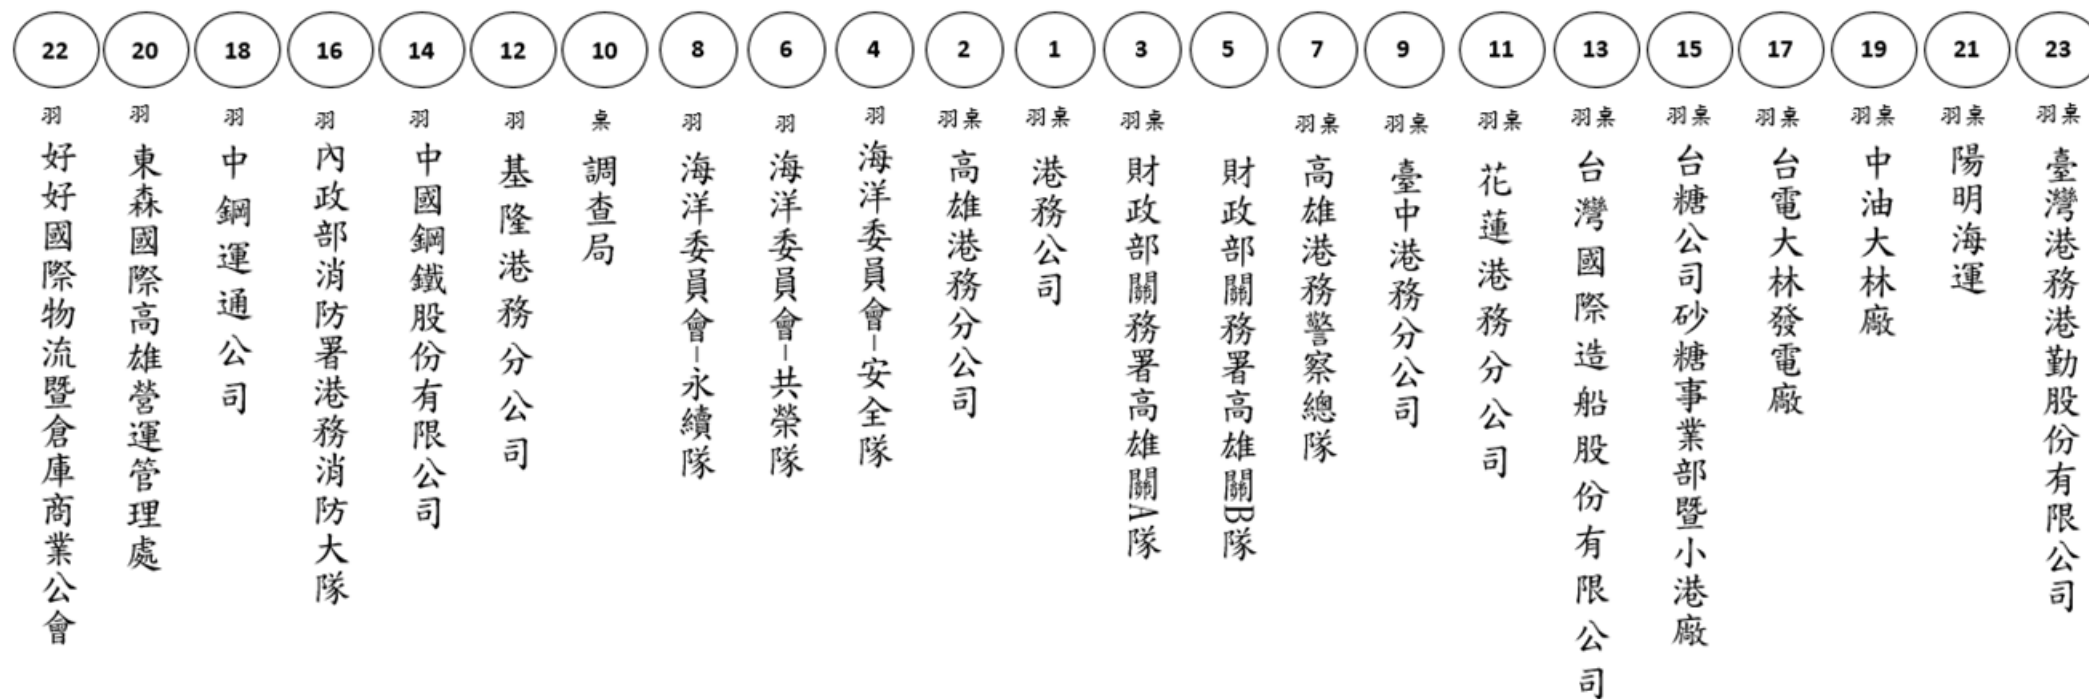 22 20 18 16 14 12 10 8 6 4 2 1 3 5 7 9 11 13 15 17 19 21 23
羽 羽 羽 羽 羽 羽 桌 羽 羽 羽 羽桌 羽桌 羽桌 羽桌 羽桌 羽桌 羽桌 羽桌 羽桌 羽桌 羽桌 羽桌
好好國際物流暨倉庫商業公會
東森國際高雄營運管理處
中鋼運通公司
內政部消防署港務消防大隊
中國鋼鐵股份有限公司
基隆港務分公司
調查局
海洋委員會-永續隊
海洋委員會-共榮隊
海洋委員會-安全隊
高雄港務分公司
港務公司
財政部關務署高雄關A隊
財政部關務署高雄關B隊
高雄港務警察總隊
臺中港務分公司
花蓮港務分公司
台灣國際造船股份有限公司
台糖公司砂糖事業部暨小港廠
台電大林發電廠
中油大林廠
陽明海運
臺灣港務港勤股份有限公司